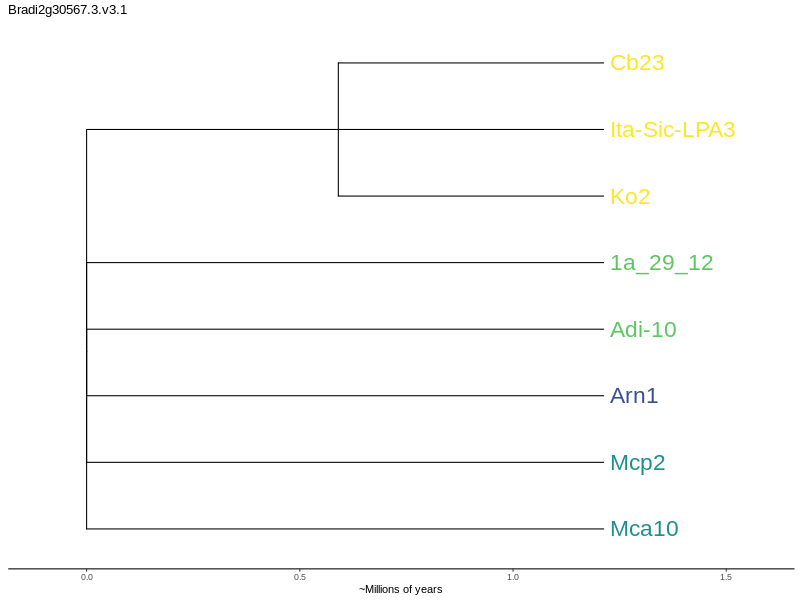 Bradi2g30567.3.v3.1
Cb23
Ita-Sic-LPA3
Ko2
1a_29_12
Adi-10
Arn1
Mcp2
Mca10
0.0 0.5 1.0 1.5
~Millions of years